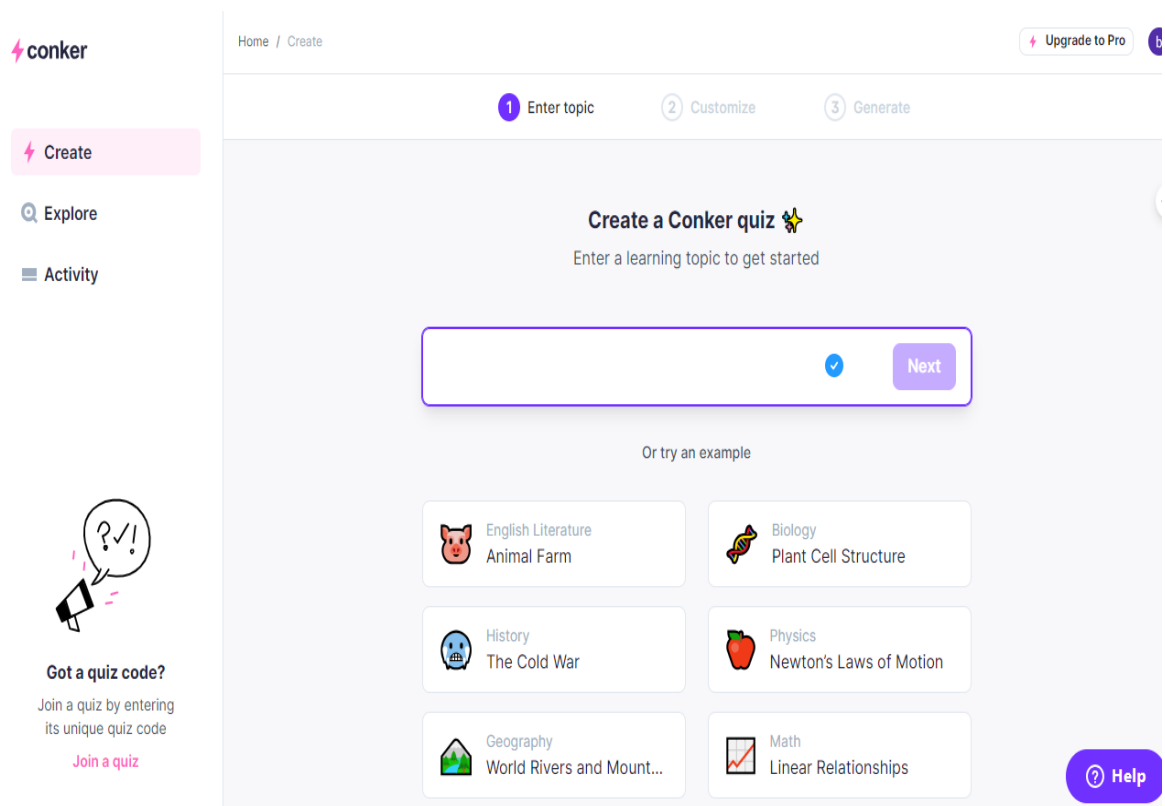 conker
Home / Create
Upgrade to Pro
b
1 Enter topic
2 Customize
3 Generate
Create
Explore
Activity
Create a Conker quiz
Enter a learning topic to get started
Next
Or try an example
English Literature
Animal Farm
Biology
Plant Cell Structure
History
The Cold War
Physics
Newton's Laws of Motion
Geography
World Rivers and Mount...
Math
Linear Relationships
?✓!
Got a quiz code?
Join a quiz by entering
its unique quiz code
Join a quiz
? Help